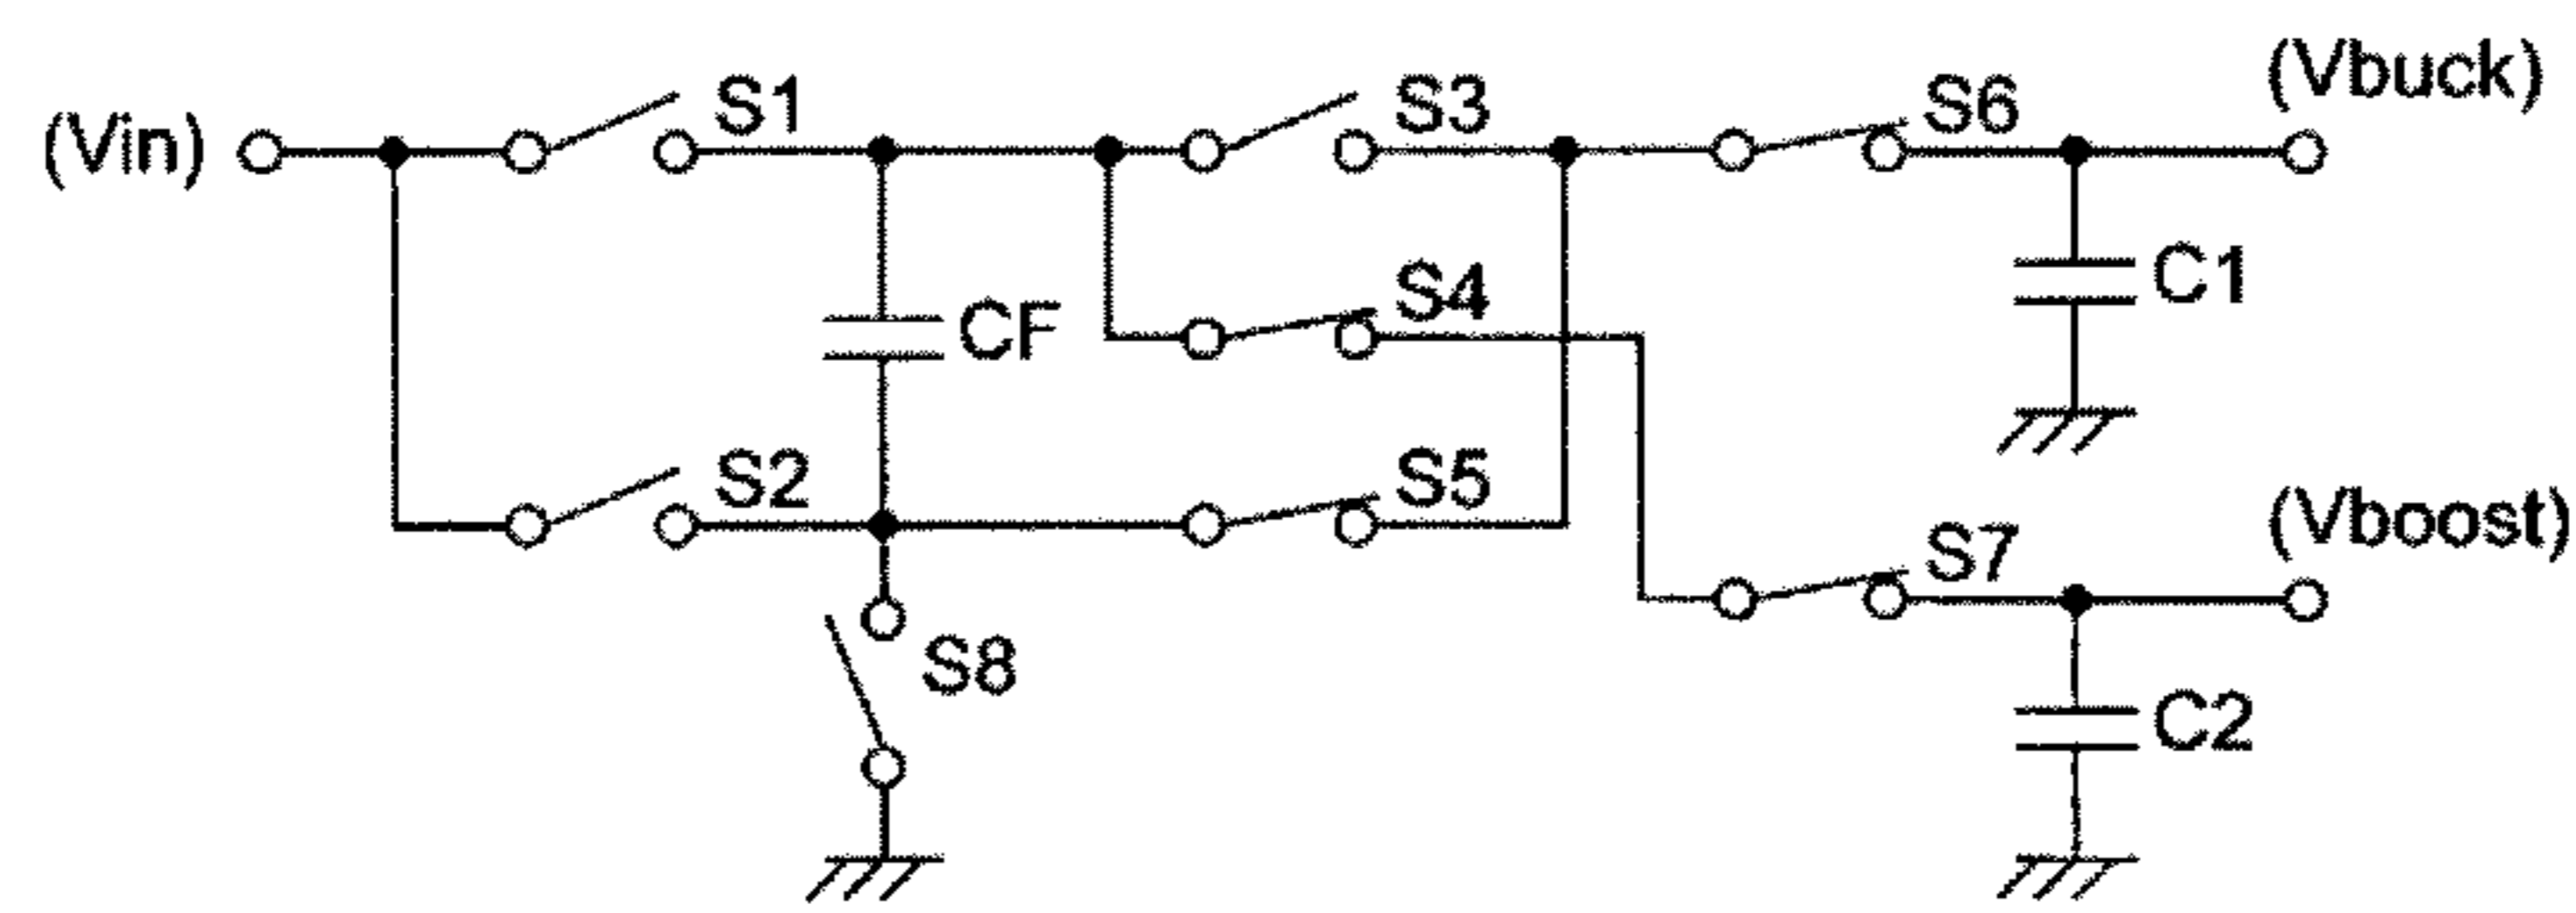 (Vin)
S1
S3
S6
(Vbuck)
CF
S4
C1
S2
S5
S7
(Vboost)
S8
C2